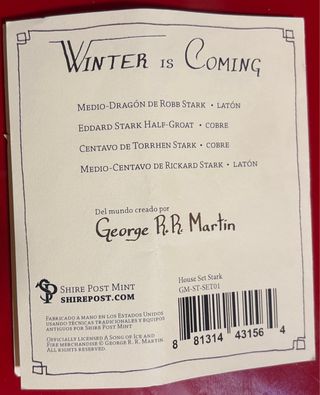 Winter is Coming
Medio-Dragón de Robb Stark • latón
Eddard Stark Half-Groat • cobre
Centavo de Torrhen Stark • cobre
Medio-Centavo de Rickard Stark • latón
Del mundo creado por
George R.R. Martin
SP
Shire Post Mint
shirepost.com
Fabricado a mano en los Estados Unidos
usando técnicas tradicionales y equipos
antiguos por Shire Post Mint
Officially Licensed A Song of Ice and
Fire merchandise © George R. R. Martin.
All rights reserved.
House Set Stark
GM-ST-SET01
8 81314 43156 4